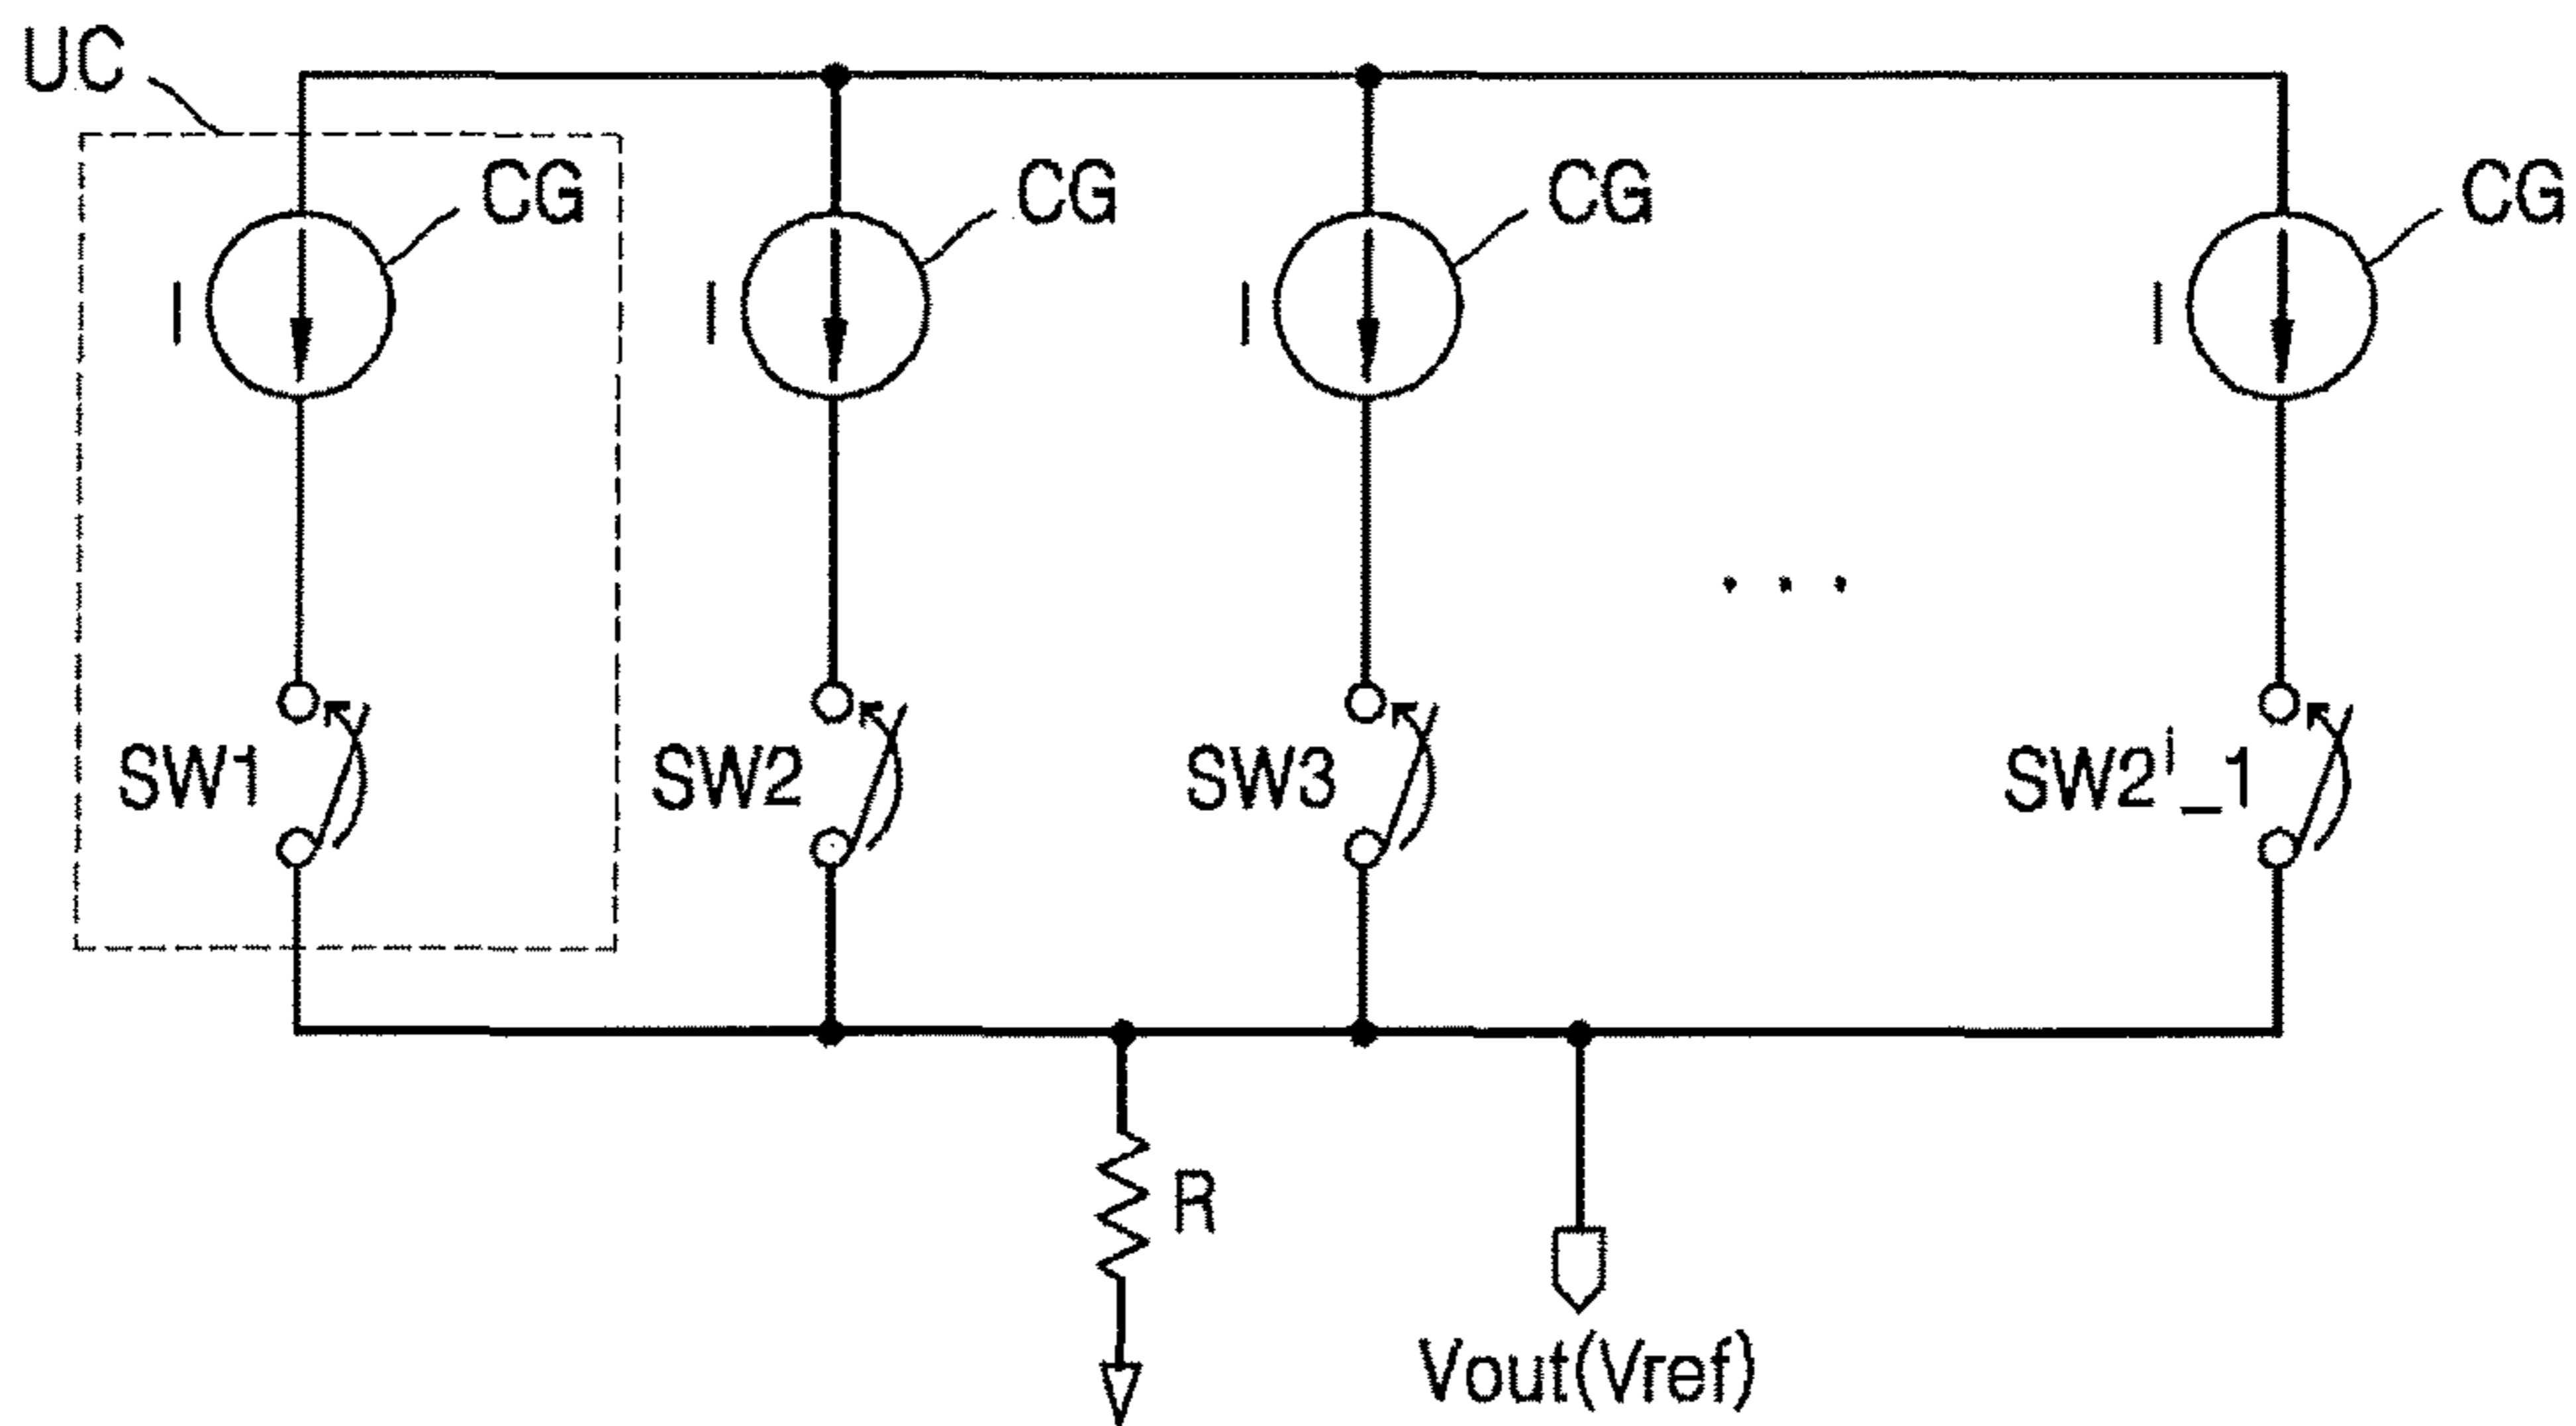 UC
CG CG CG CG
I I I I
SW1 SW2 SW3 SW2ⁱ_1
R
Vout(Vref)